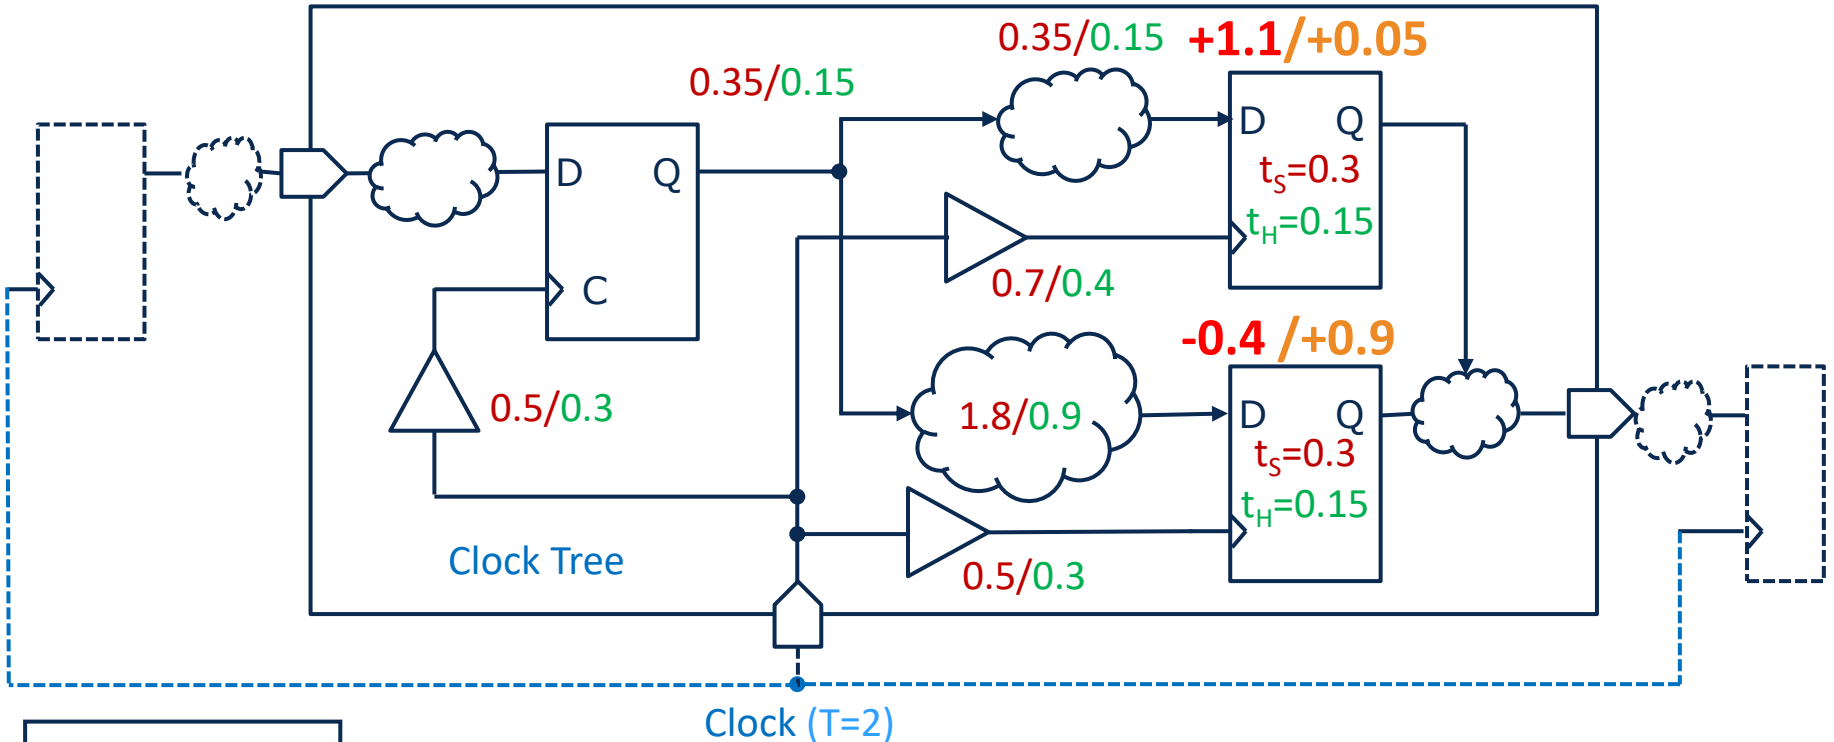 0.35/0.15 +1.1/+0.05
0.35/0.15
D Q
tS=0.3
tH=0.15
D Q
C
0.7/0.4
-0.4 /+0.9
0.5/0.3
1.8/0.9
D Q
tS=0.3
tH=0.15
Clock Tree
0.5/0.3
Clock (T=2)